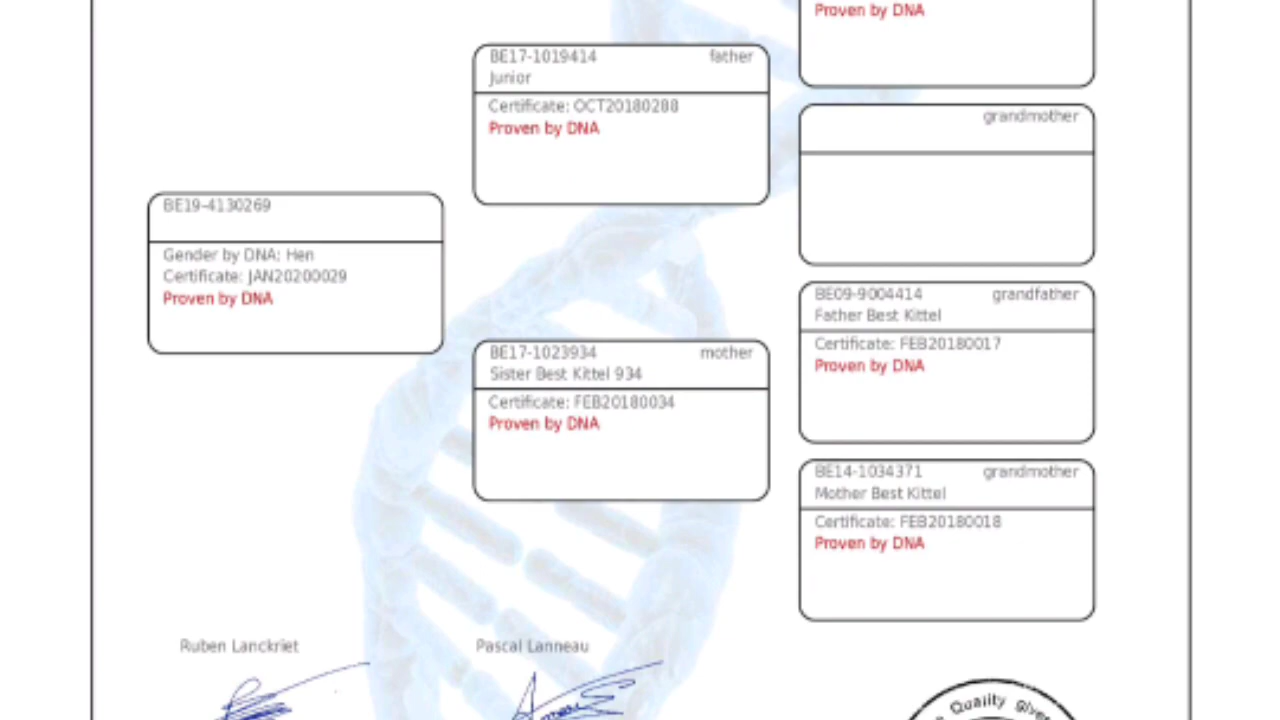 Proven by DNA
BE17-1019414 father
Junior
Certificate: OCT20180288
Proven by DNA
grandmother
BE19-4130269
Gender by DNA: Hen
Certificate: JAN20200029
Proven by DNA
BE09-9004414 grandfather
Father Best Kittel
Certificate: FEB20180017
Proven by DNA
BE17-1023934 mother
Sister Best Kittel 934
Certificate: FEB20180034
Proven by DNA
BE14-1034371 grandmother
Mother Best Kittel
Certificate: FEB20180018
Proven by DNA
Ruben Lanckriet
Pascal Lanneau
Quality